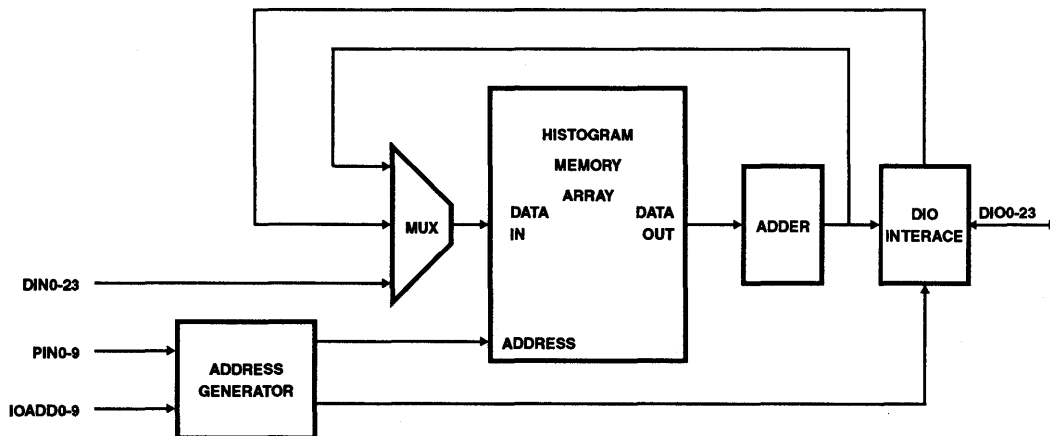 HISTOGRAM
MEMORY
ARRAY
DATA
IN
DATA
OUT
ADDRESS
MUX
ADDER
DIO
INTERACE
DIO0-23
DIN0-23
PIN0-9
IOADD0-9
ADDRESS
GENERATOR